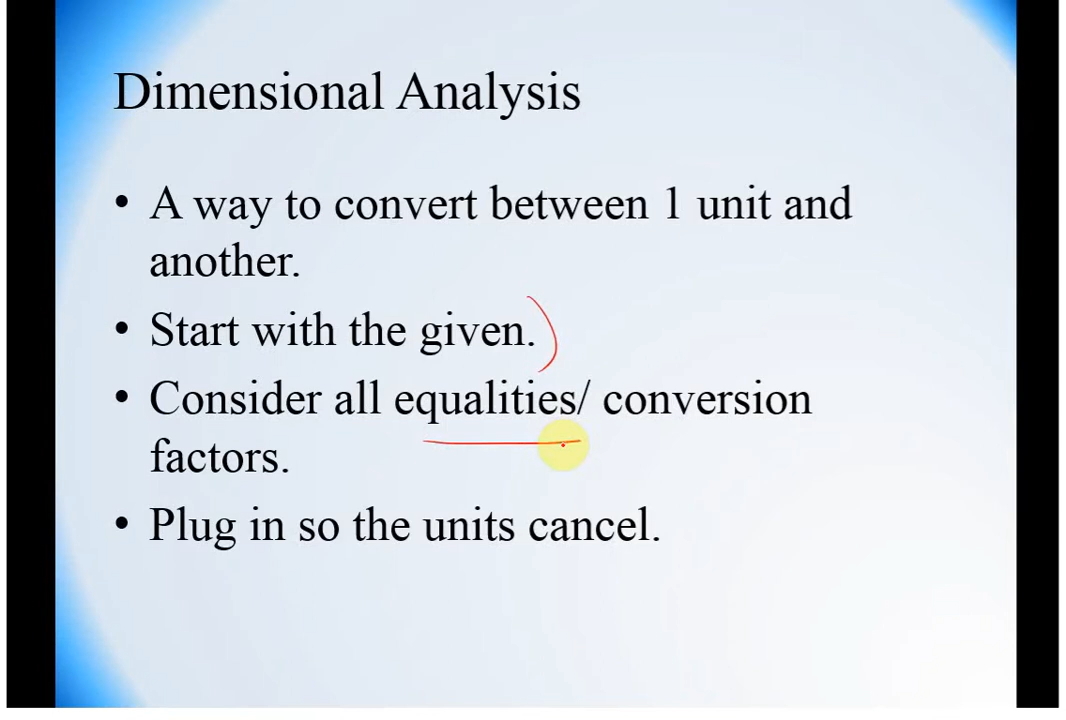 Dimensional Analysis
• A way to convert between 1 unit and
another.
• Start with the given.
• Consider all equalities/ conversion
factors.
• Plug in so the units cancel.